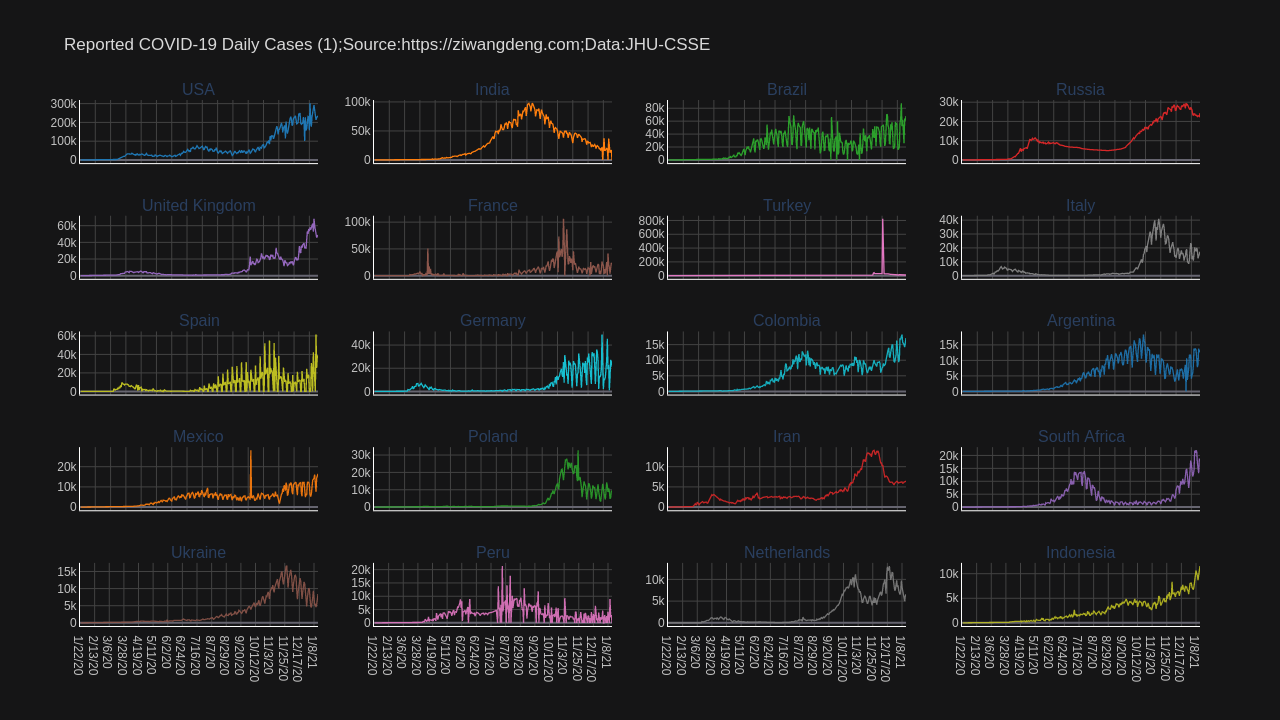 Reported COVID-19 Daily Cases (1);Source:https://ziwangdeng.com;Data:JHU-CSSE
USA
India
Brazil
Russia
300k
200k
100k
0
100k
50k
0
80k
60k
40k
20k
0
30k
20k
10k
0
United Kingdom
France
Turkey
Italy
60k
40k
20k
0
100k
50k
0
800k
600k
400k
200k
0
40k
30k
20k
10k
0
Spain
Germany
Colombia
Argentina
60k
40k
20k
0
40k
20k
0
15k
10k
5k
0
15k
10k
5k
0
Mexico
Poland
Iran
South Africa
20k
10k
0
30k
20k
10k
0
10k
5k
0
20k
15k
10k
5k
0
Ukraine
Peru
Netherlands
Indonesia
15k
10k
5k
0
20k
15k
10k
5k
0
10k
5k
0
10k
5k
0
1/22/20
2/13/20
3/6/20
3/28/20
4/19/20
5/11/20
6/2/20
6/24/20
7/16/20
8/7/20
8/29/20
9/20/20
10/12/20
11/3/20
11/25/20
12/17/20
1/8/21
1/22/20
2/13/20
3/6/20
3/28/20
4/19/20
5/11/20
6/2/20
6/24/20
7/16/20
8/7/20
8/29/20
9/20/20
10/12/20
11/3/20
11/25/20
12/17/20
1/8/21
1/22/20
2/13/20
3/6/20
3/28/20
4/19/20
5/11/20
6/2/20
6/24/20
7/16/20
8/7/20
8/29/20
9/20/20
10/12/20
11/3/20
11/25/20
12/17/20
1/8/21
1/22/20
2/13/20
3/6/20
3/28/20
4/19/20
5/11/20
6/2/20
6/24/20
7/16/20
8/7/20
8/29/20
9/20/20
10/12/20
11/3/20
11/25/20
12/17/20
1/8/21